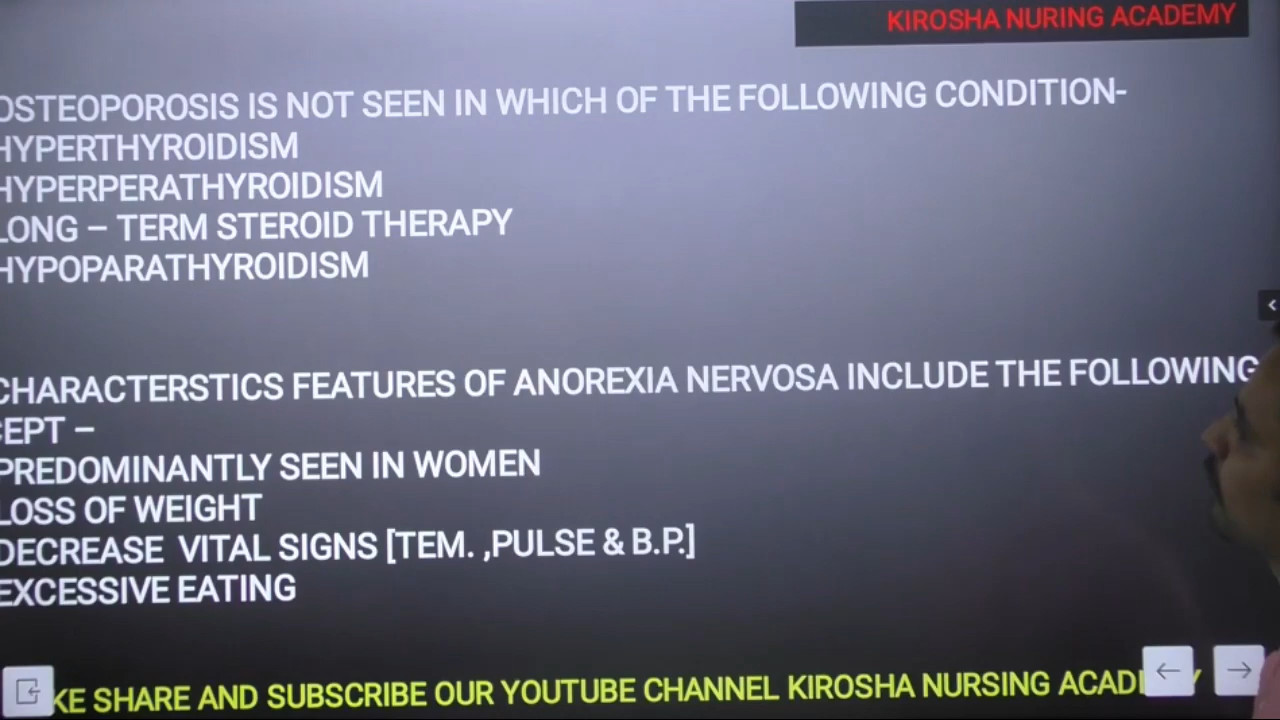 KIROSHA NURING ACADEMY
OSTEOPOROSIS IS NOT SEEN IN WHICH OF THE FOLLOWING CONDITION-
HYPERTHYROIDISM
HYPERPERATHYROIDISM
LONG – TERM STEROID THERAPY
HYPOPARATHYROIDISM
CHARACTERSTICS FEATURES OF ANOREXIA NERVOSA INCLUDE THE FOLLOWING
CEPT –
PREDOMINANTLY SEEN IN WOMEN
LOSS OF WEIGHT
DECREASE VITAL SIGNS [TEM. ,PULSE & B.P.]
EXCESSIVE EATING
KE SHARE AND SUBSCRIBE OUR YOUTUBE CHANNEL KIROSHA NURSING ACAD